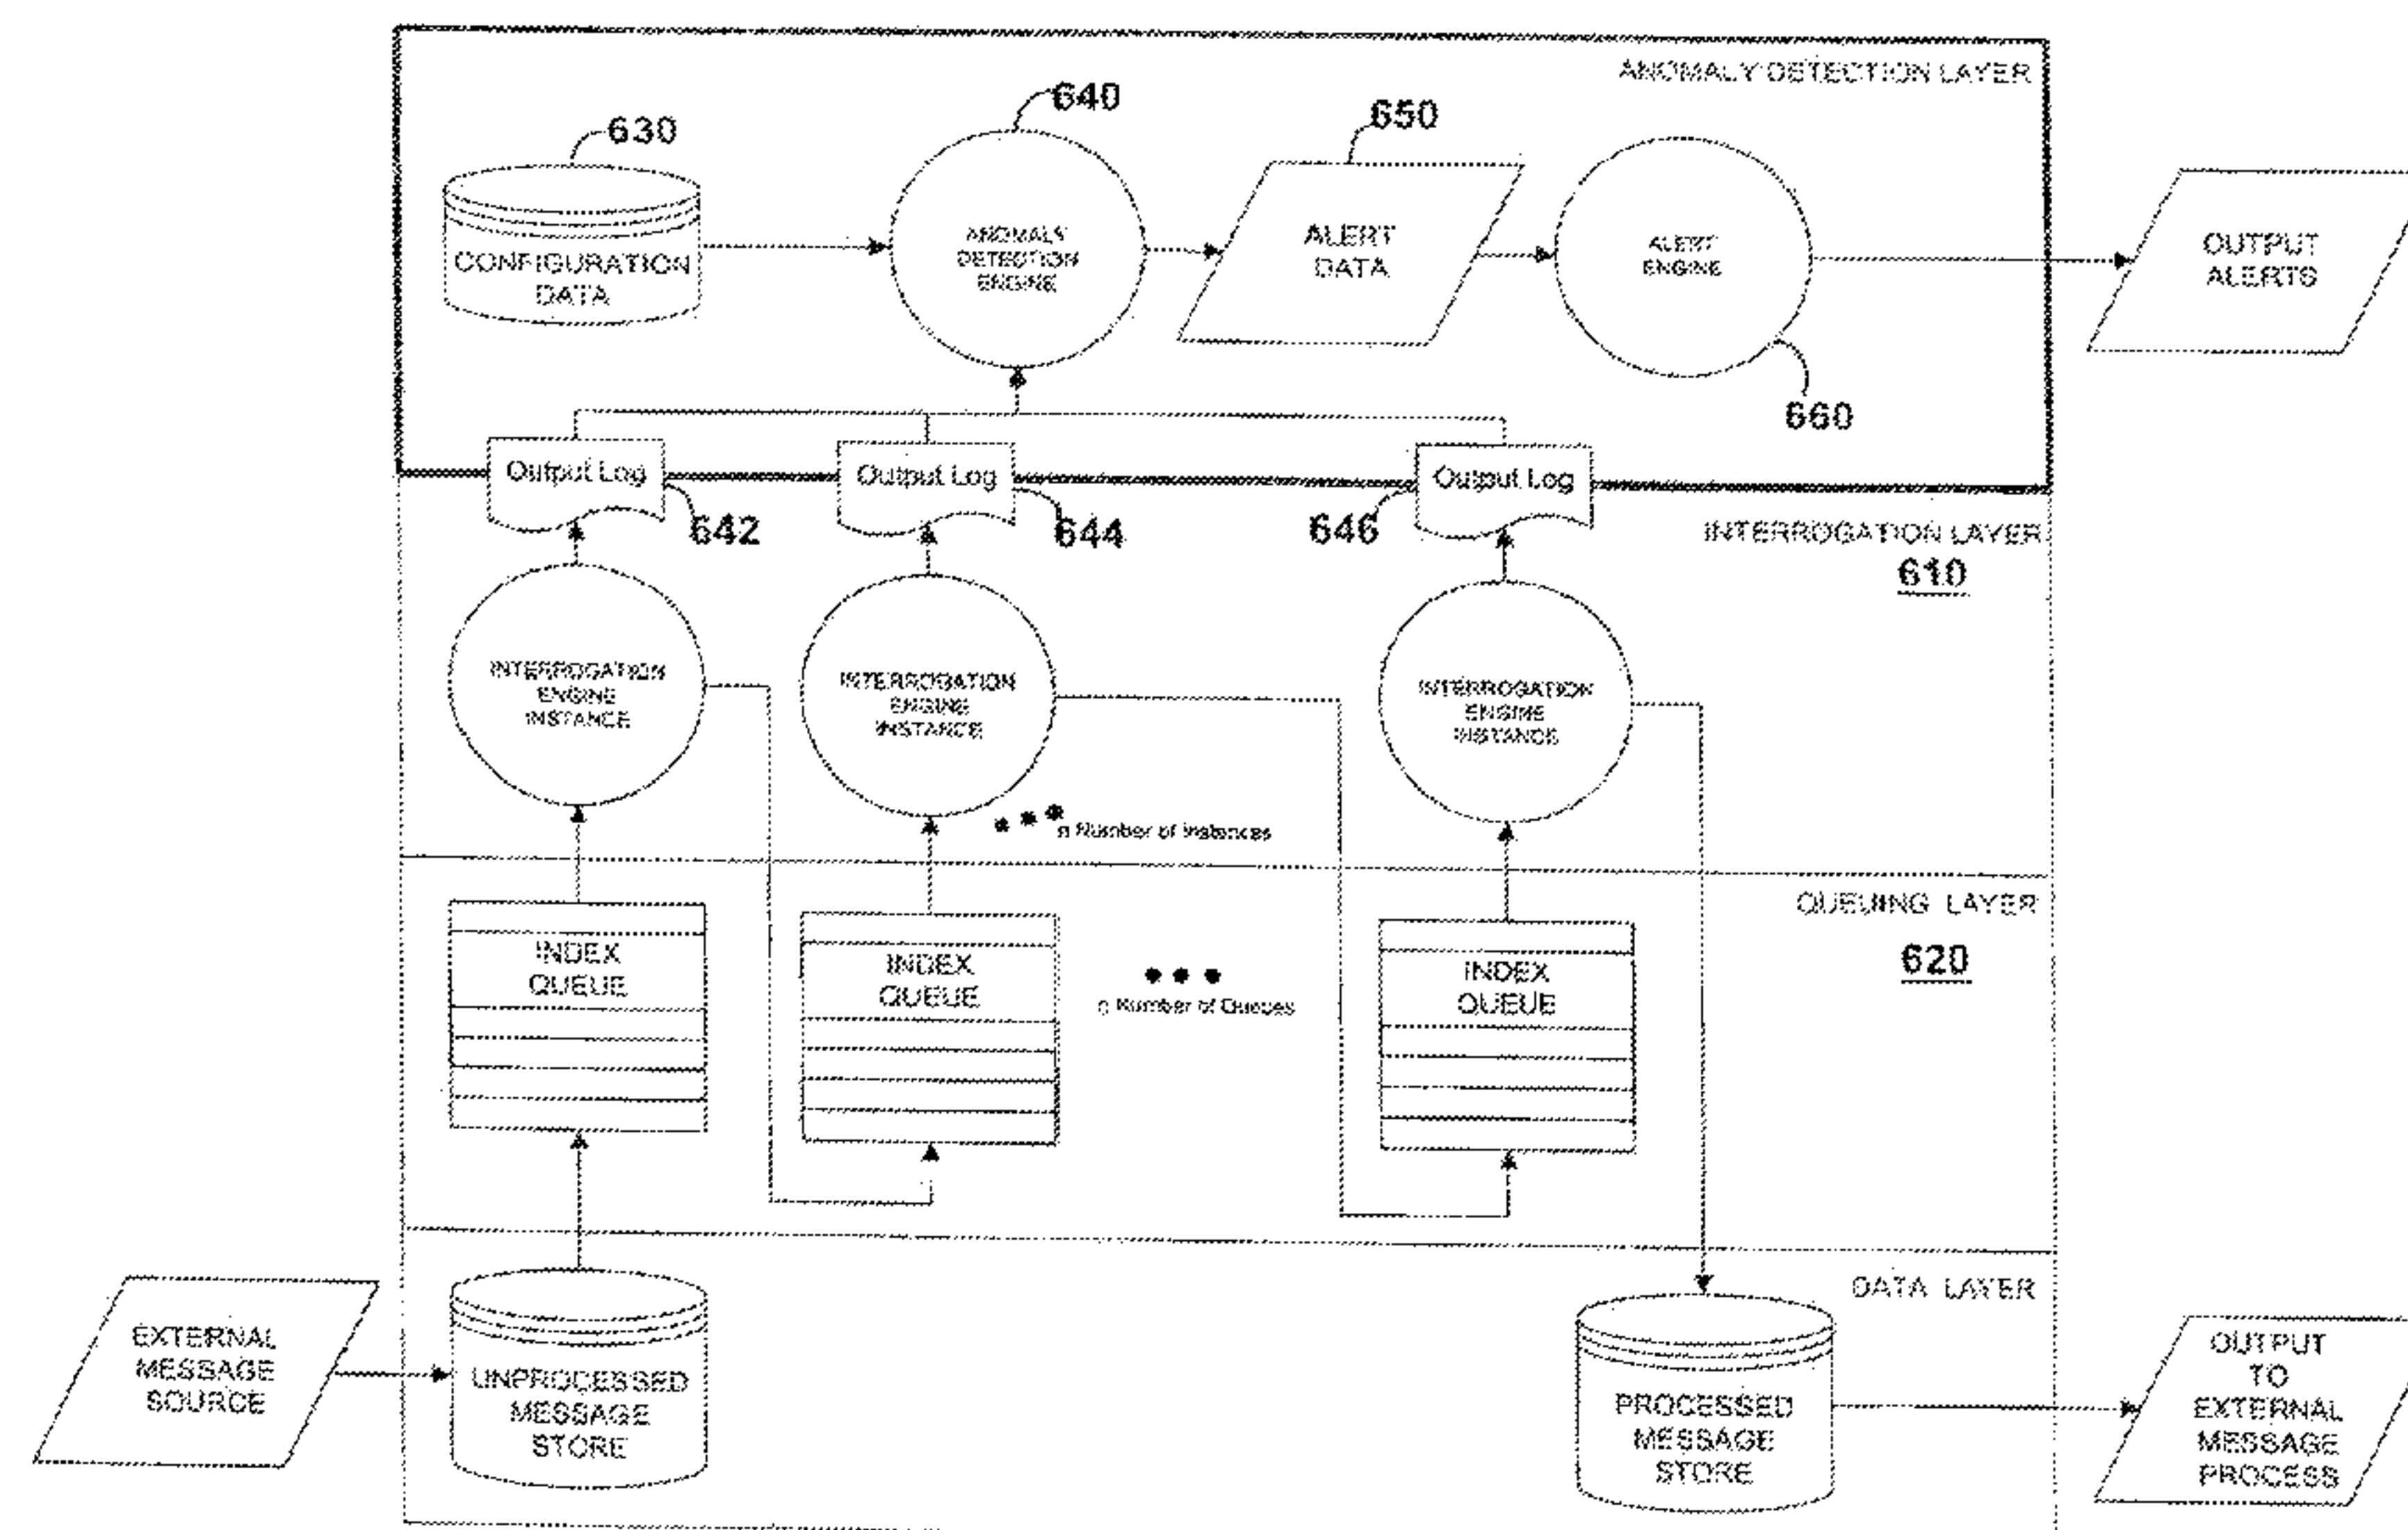 ANOMALY DETECTION LAYER
630
640
650
CONFIGURATION
DATA
ANOMALY
DETECTION
ENGINE
ALERT
DATA
ALERT
ENGINE
660
OUTPUT
ALERTS
Output Log
642
Output Log
644
Output Log
646
INTERROGATION LAYER
610
INTERROGATION
ENGINE
INSTANCE
INTERROGATION
ENGINE
INSTANCE
INTERROGATION
ENGINE
INSTANCE
n Number of Instances
QUEUING LAYER
620
INDEX
QUEUE
INDEX
QUEUE
n Number of Queues
INDEX
QUEUE
DATA LAYER
EXTERNAL
MESSAGE
SOURCE
UNPROCESSED
MESSAGE
STORE
PROCESSED
MESSAGE
STORE
OUTPUT
TO
EXTERNAL
MESSAGE
PROCESS